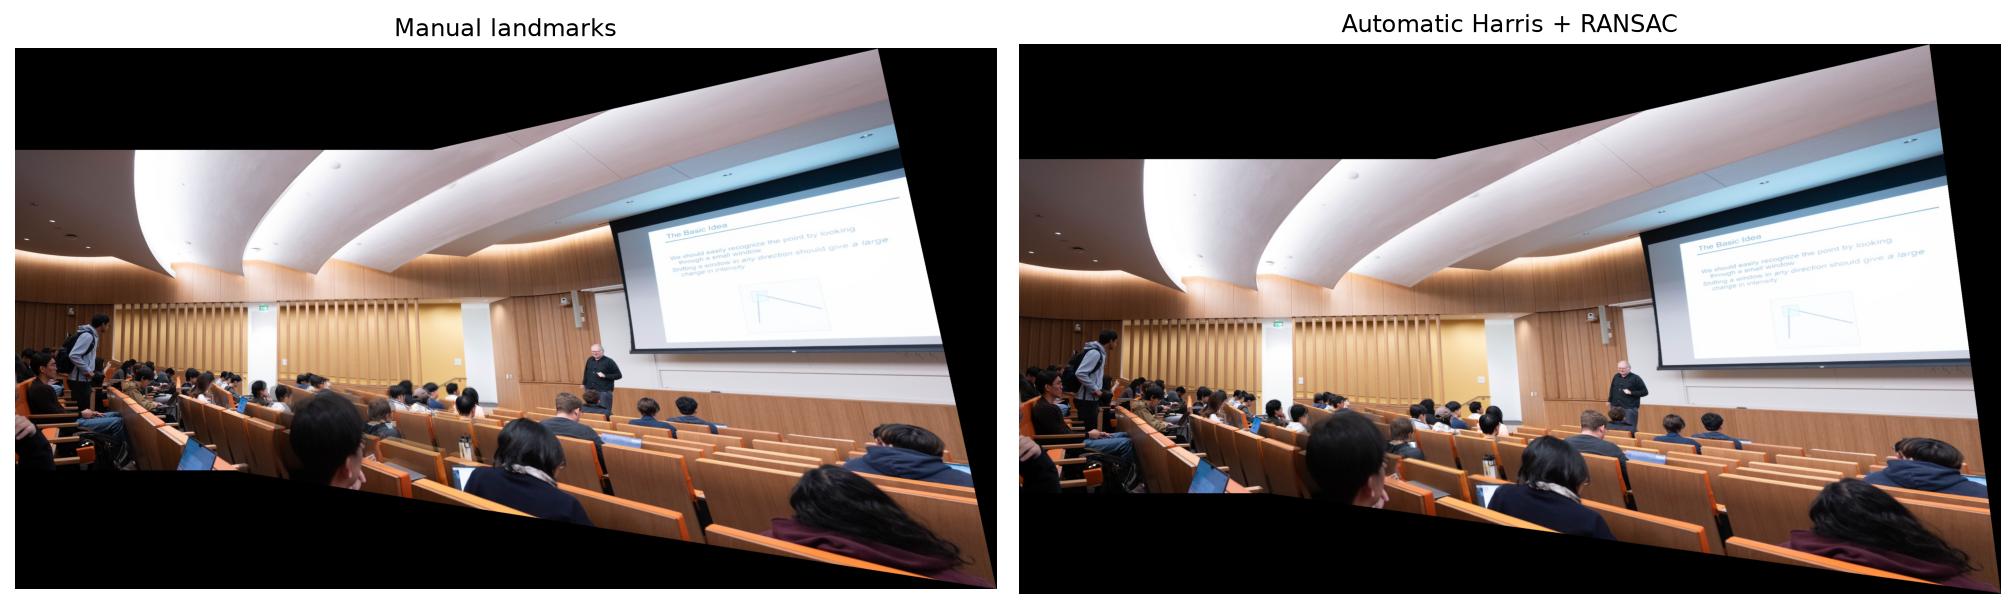 Manual landmarks
The Basic Idea
We should easily recognize the point by looking
through a small window
Shifting a window in any direction should give a large
change in intensity
Automatic Harris + RANSAC
The Basic Idea
We should easily recognize the point by looking
through a small window
Shifting a window in any direction should give a large
change in intensity